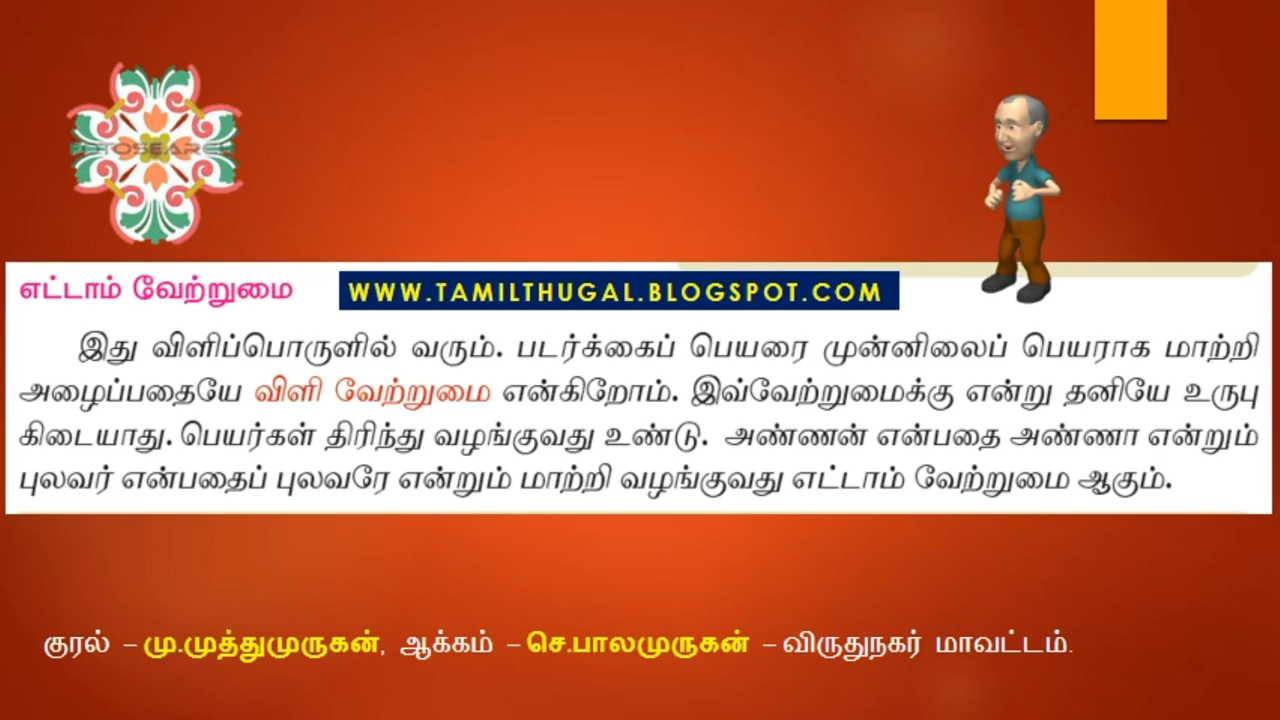 எட்டாம் வேற்றுமை
WWW.TAMILTHUGAL.BLOGSPOT.COM
இது விளிப்பொருளில் வரும். படர்க்கைப் பெயரை முன்னிலைப் பெயராக மாற்றி
அழைப்பதையே விளி வேற்றுமை என்கிறோம். இவ்வேற்றுமைக்கு என்று தனியே உருபு
கிடையாது. பெயர்கள் திரிந்து வழங்குவது உண்டு. அண்ணன் என்பதை அண்ணா என்றும்
புலவர் என்பதைப் புலவரே என்றும் மாற்றி வழங்குவது எட்டாம் வேற்றுமை ஆகும்.
குரல் – மு.முத்துமுருகன், ஆக்கம் – செ.பாலமுருகன் – விருதுநகர் மாவட்டம்.